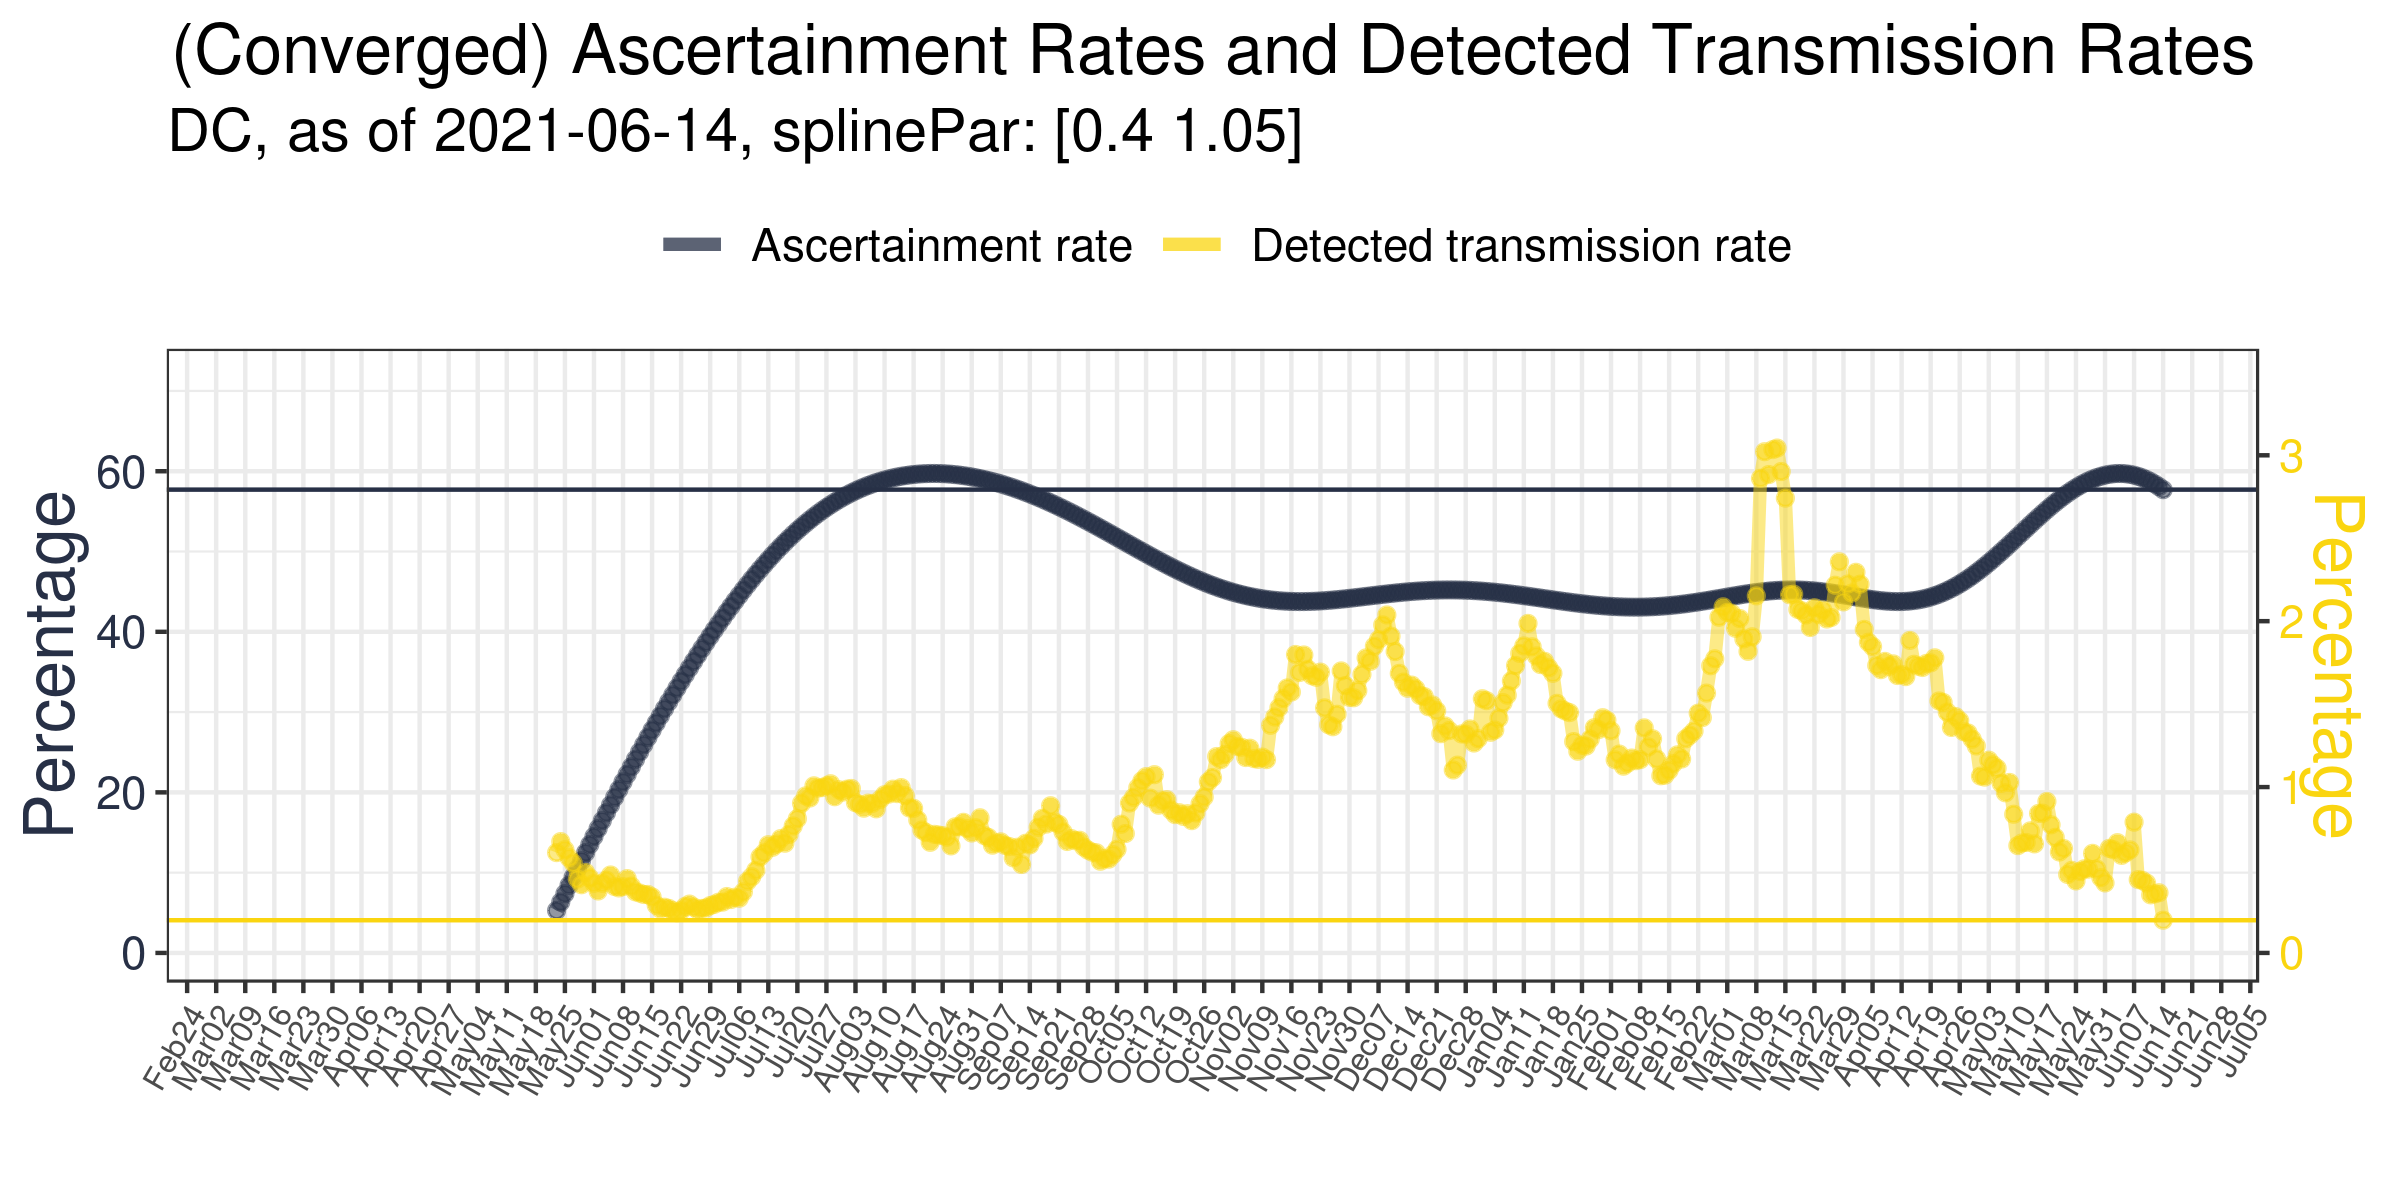 (Converged) Ascertainment Rates and Detected Transmission Rates
DC, as of 2021-06-14, splinePar: [0.4 1.05]
Ascertainment rate
Detected transmission rate
Percentage
60
40
20
0
3
2
1
0
Percentage
Feb24
Mar02
Mar09
Mar16
Mar23
Mar30
Apr06
Apr13
Apr20
Apr27
May04
May11
May18
May25
Jun01
Jun08
Jun15
Jun22
Jun29
Jul06
Jul13
Jul20
Jul27
Aug03
Aug10
Aug17
Aug24
Aug31
Sep07
Sep14
Sep21
Sep28
Oct05
Oct12
Oct19
Oct26
Nov02
Nov09
Nov16
Nov23
Nov30
Dec07
Dec14
Dec21
Dec28
Jan04
Jan11
Jan18
Jan25
Feb01
Feb08
Feb15
Feb22
Mar01
Mar08
Mar15
Mar22
Mar29
Apr05
Apr12
Apr19
Apr26
May03
May10
May17
May24
May31
Jun07
Jun14
Jun21
Jun28
Jul05